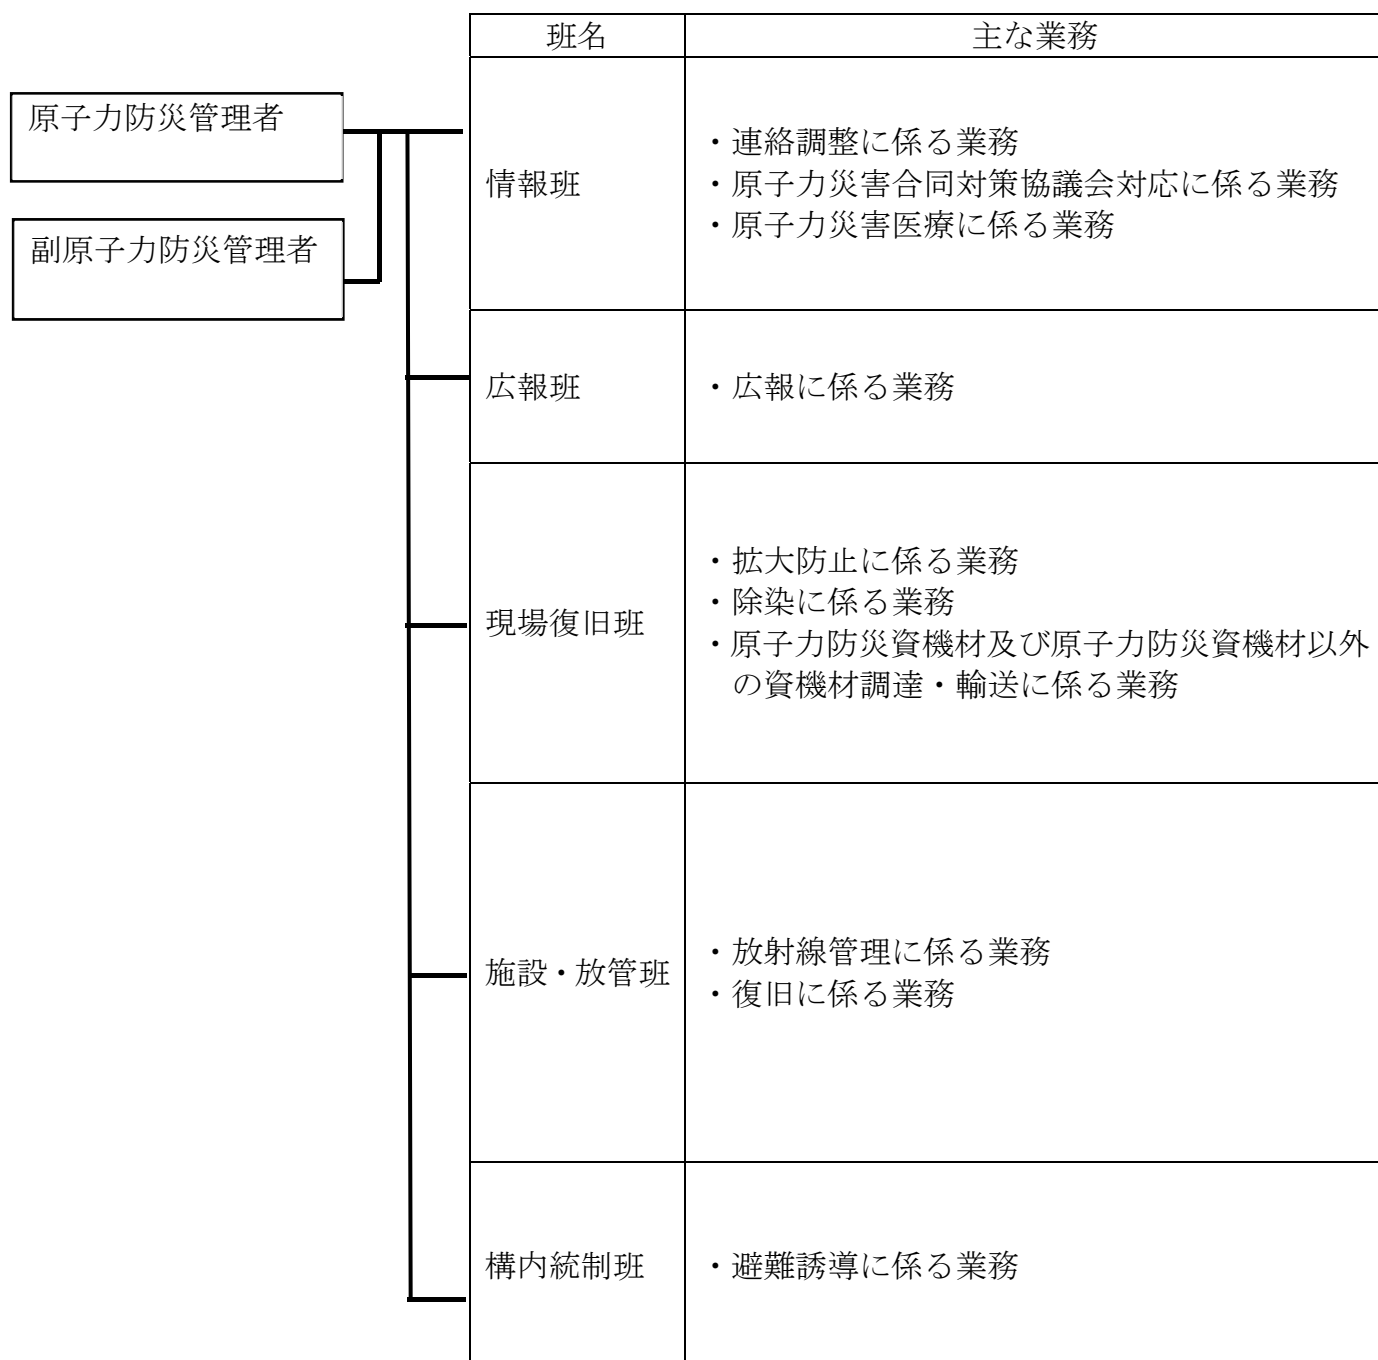 班名 主な業務
原子力防災管理者
副原子力防災管理者
情報班
・連絡調整に係る業務
・原子力災害合同対策協議会対応に係る業務
・原子力災害医療に係る業務
広報班
・広報に係る業務
現場復旧班
・拡大防止に係る業務
・除染に係る業務
・原子力防災資機材及び原子力防災資機材以外
の資機材調達・輸送に係る業務
施設・放管班
・放射線管理に係る業務
・復旧に係る業務
構内統制班
・避難誘導に係る業務